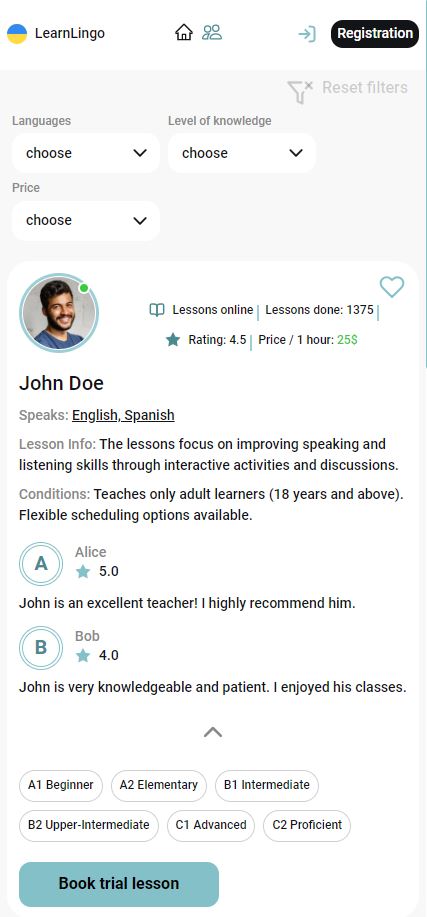 LearnLingo
Registration
Reset filters
Languages
Level of knowledge
choose
choose
Price
choose
Lessons online | Lessons done: 1375 |
Rating: 4.5 | Price / 1 hour: 25$
John Doe
Speaks: English, Spanish
Lesson Info: The lessons focus on improving speaking and
listening skills through interactive activities and discussions.
Conditions: Teaches only adult learners (18 years and above).
Flexible scheduling options available.
A
Alice
5.0
John is an excellent teacher! I highly recommend him.
B
Bob
4.0
John is very knowledgeable and patient. I enjoyed his classes.
A1 Beginner
A2 Elementary
B1 Intermediate
B2 Upper-Intermediate
C1 Advanced
C2 Proficient
Book trial lesson